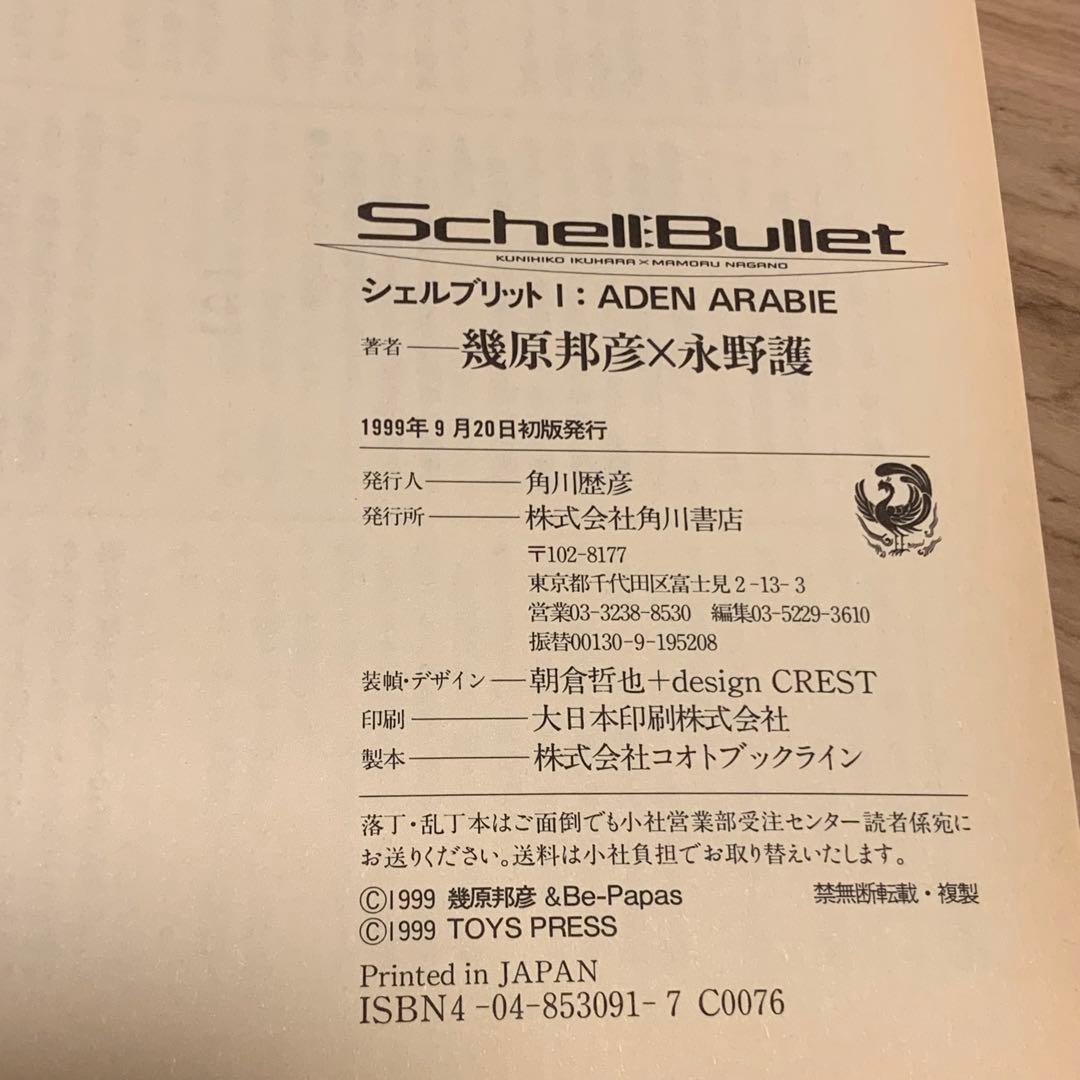 Schell:Bullet
KUNIHIKO IKUHARA×MAMORU NAGANO
シェルブリット I：ADEN ARABIE
著者――幾原邦彦×永野護
1999年9月20日初版発行
発行人――角川歴彦
発行所――株式会社角川書店
〒102-8177
東京都千代田区富士見2-13-3
営業03-3238-8530 編集03-5229-3610
振替00130-9-195208
装幀・デザイン――朝倉哲也＋design CREST
印刷――大日本印刷株式会社
製本――株式会社コオトブックライン
落丁・乱丁本はご面倒でも小社営業部受注センター読者係宛に
お送りください。送料は小社負担でお取り替えいたします。
©1999 幾原邦彦 &Be-Papas 禁無断転載・複製
©1999 TOYS PRESS
Printed in JAPAN
ISBN4-04-853091-7 C0076